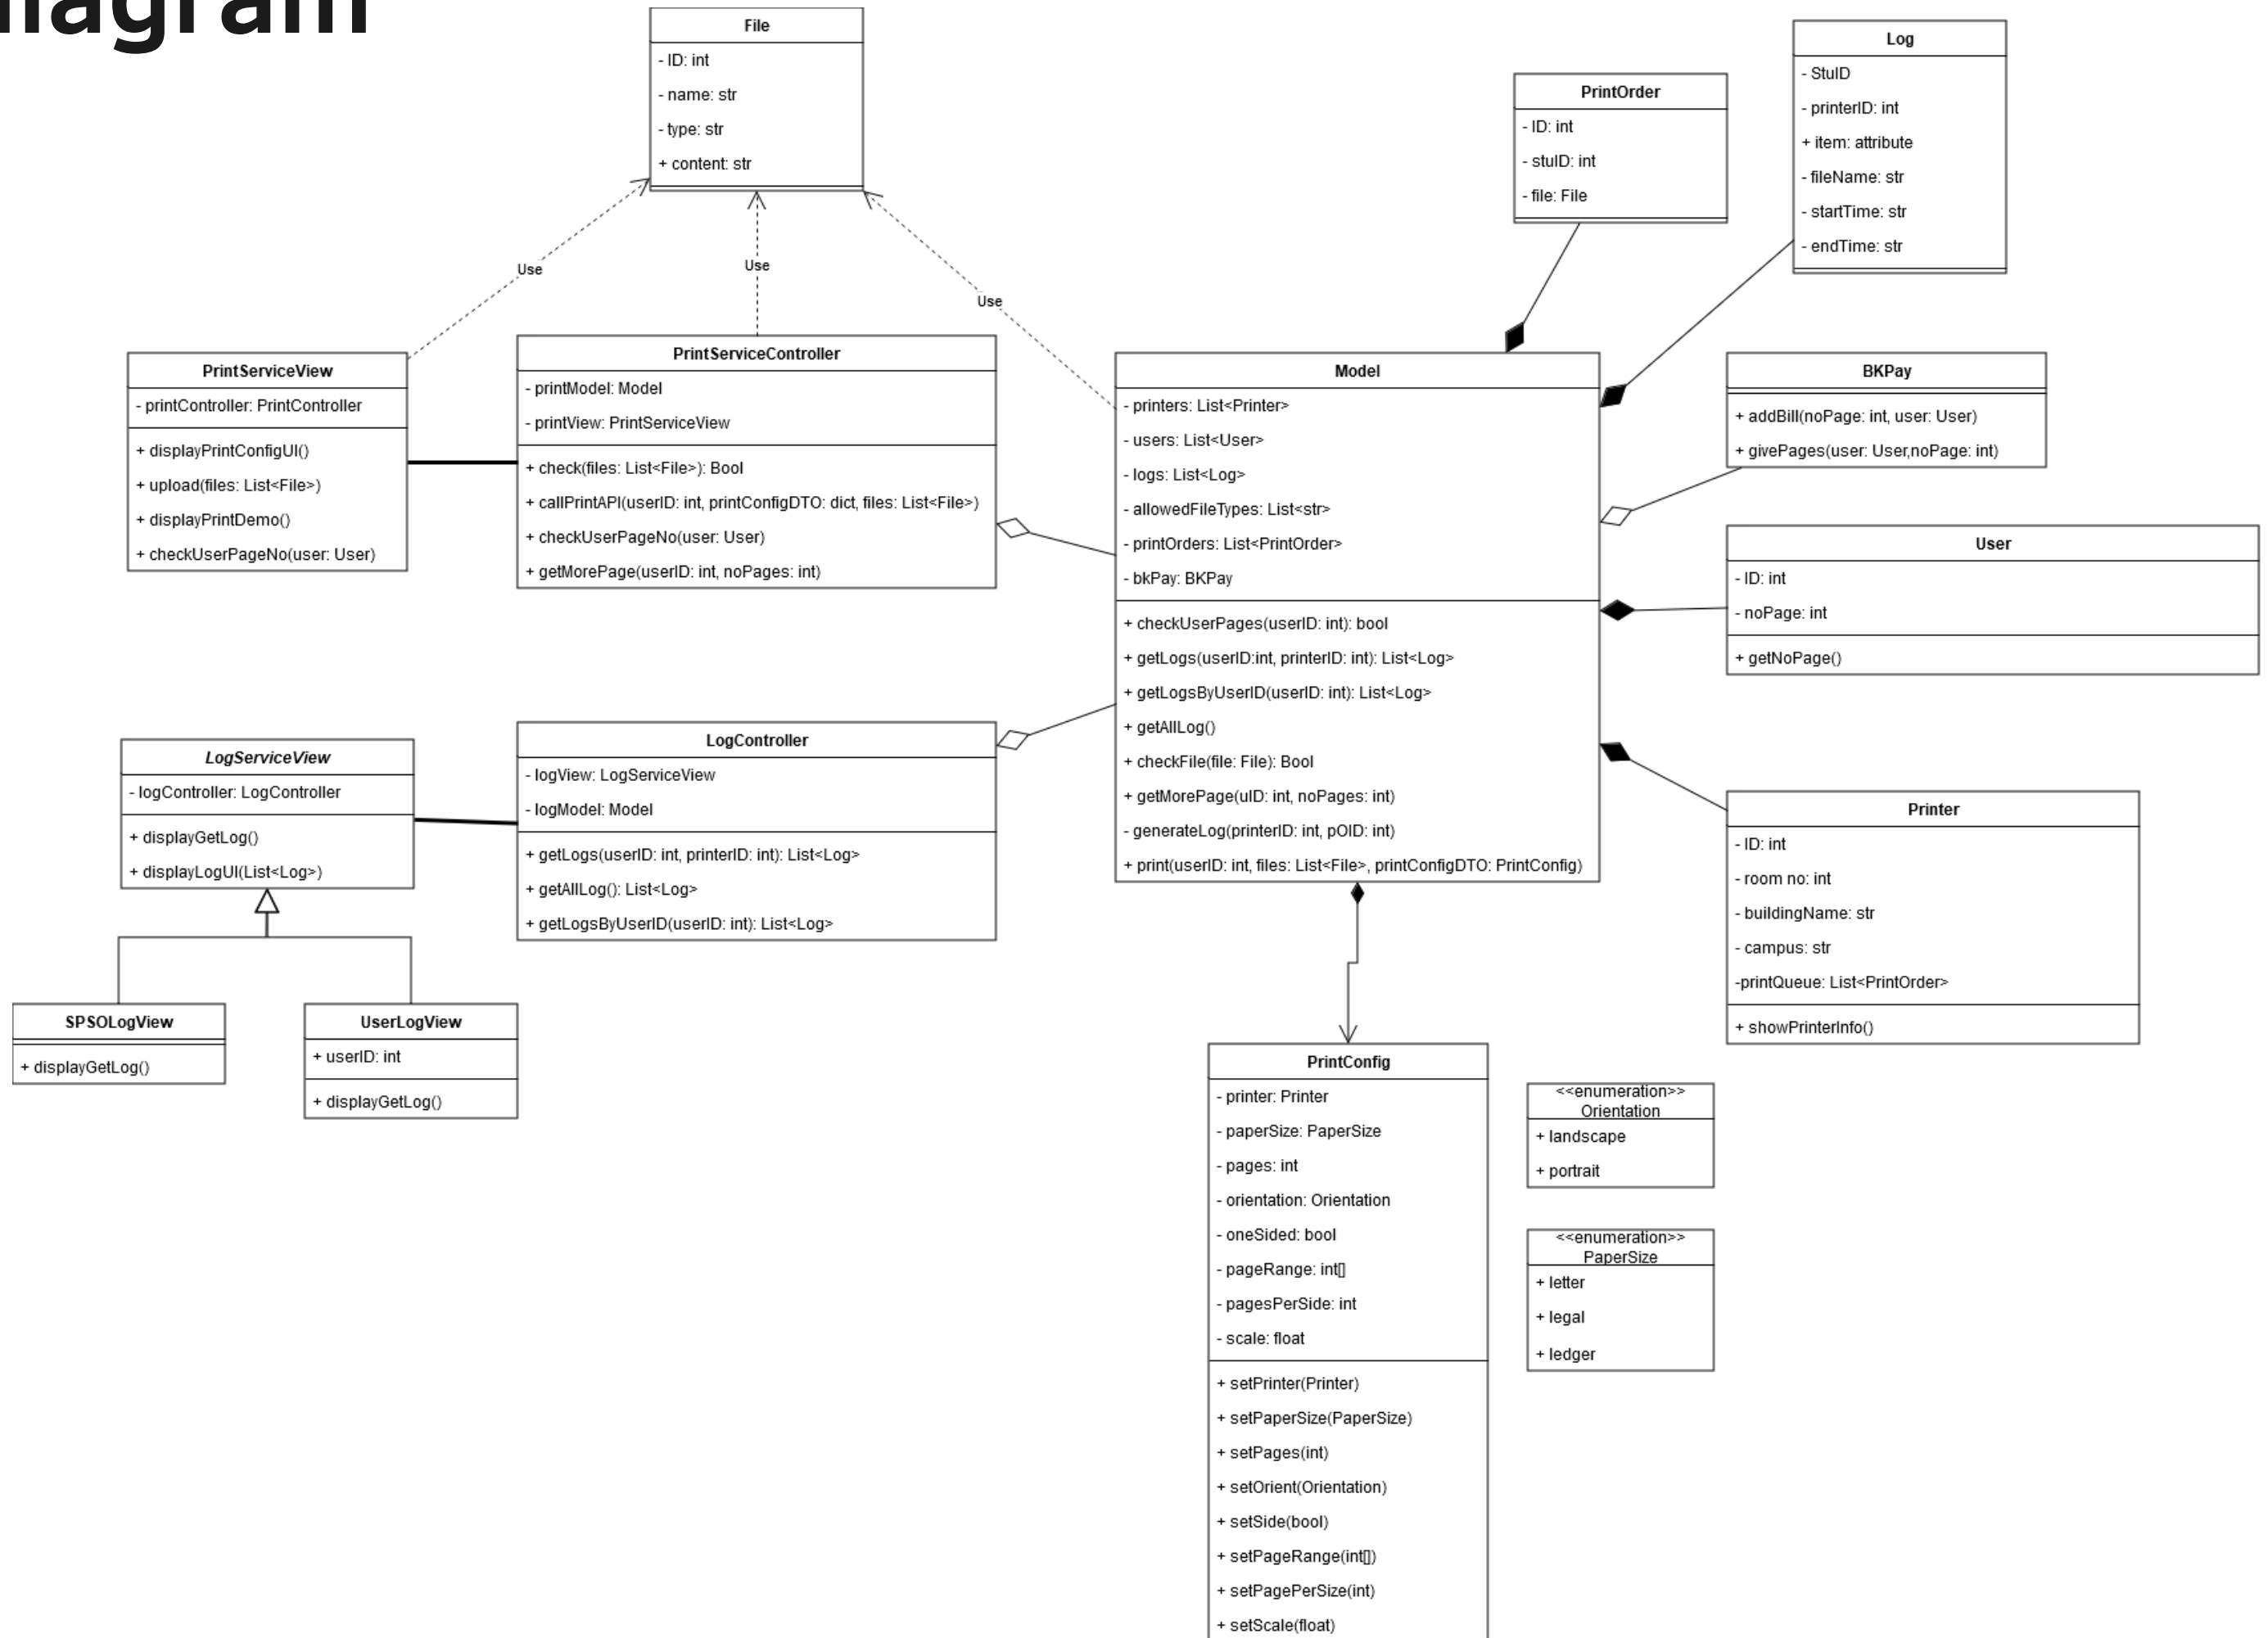 diagram
File
- ID: int
- name: str
- type: str
+ content: str
Log
- StuID
- printerID: int
+ item: attribute
- fileName: str
- startTime: str
- endTime: str
PrintOrder
- ID: int
- stuID: int
- file: File
Use
Use
Use
PrintServiceView
- printController: PrintController
+ displayPrintConfigUI()
+ upload(files: List<File>)
+ displayPrintDemo()
+ checkUserPageNo(user: User)
PrintServiceController
- printModel: Model
- printView: PrintServiceView
+ check(files: List<File>): Bool
+ callPrintAPI(userID: int, printConfigDTO: dict, files: List<File>)
+ checkUserPageNo(user: User)
+ getMorePage(userID: int, noPages: int)
Model
- printers: List<Printer>
- users: List<User>
- logs: List<Log>
- allowedFileTypes: List<str>
- printOrders: List<PrintOrder>
- bkPay: BKPay
+ checkUserPages(userID: int): bool
+ getLogs(userID:int, printerID: int): List<Log>
+ getLogsByUserID(userID: int): List<Log>
+ getAllLog()
+ checkFile(file: File): Bool
+ getMorePage(uID: int, noPages: int)
- generateLog(printerID: int, pOID: int)
+ print(userID: int, files: List<File>, printConfigDTO: PrintConfig)
BKPay
+ addBill(noPage: int, user: User)
+ givePages(user: User,noPage: int)
User
- ID: int
- noPage: int
+ getNoPage()
LogServiceView
- logController: LogController
+ displayGetLog()
+ displayLogUI(List<Log>)
LogController
- logView: LogServiceView
- logModel: Model
+ getLogs(userID: int, printerID: int): List<Log>
+ getAllLog(): List<Log>
+ getLogsByUserID(userID: int): List<Log>
Printer
- ID: int
- room no: int
- buildingName: str
- campus: str
-printQueue: List<PrintOrder>
+ showPrinterInfo()
SPSOLogView
+ displayGetLog()
UserLogView
+ userID: int
+ displayGetLog()
PrintConfig
- printer: Printer
- paperSize: PaperSize
- pages: int
- orientation: Orientation
- oneSided: bool
- pageRange: int[]
- pagesPerSide: int
- scale: float
+ setPrinter(Printer)
+ setPaperSize(PaperSize)
+ setPages(int)
+ setOrient(Orientation)
+ setSide(bool)
+ setPageRange(int[])
+ setPagePerSize(int)
+ setScale(float)
<<enumeration>>
Orientation
+ landscape
+ portrait
<<enumeration>>
PaperSize
+ letter
+ legal
+ ledger